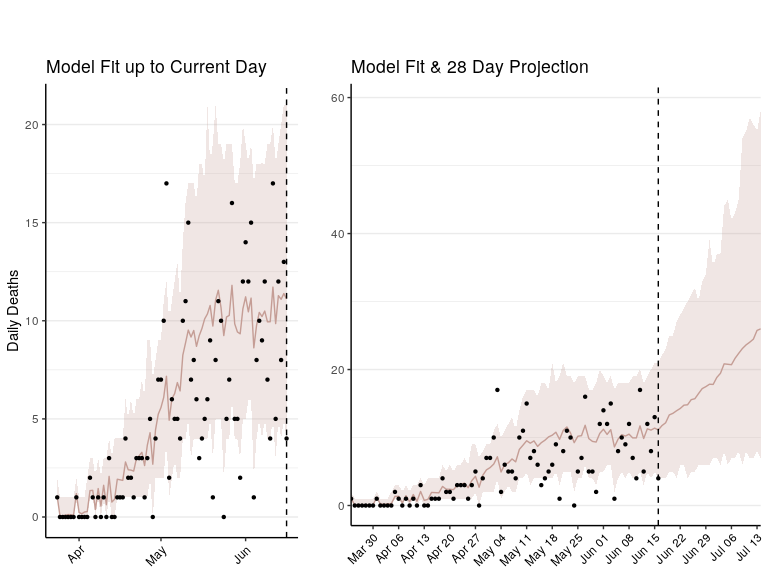 Model Fit up to Current Day
Daily Deaths
20
15
10
5
0
Apr
May
Jun
Model Fit & 28 Day Projection
60
40
20
0
Mar 30
Apr 06
Apr 13
Apr 20
Apr 27
May 04
May 11
May 18
May 25
Jun 01
Jun 08
Jun 15
Jun 22
Jun 29
Jul 06
Jul 13